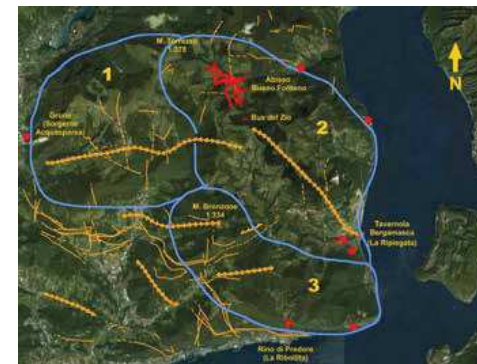 M. Torrezzo
1.378
1
Abisso
Bueno Fonteno
N
Grone
(Sorgente
Acquasparsa)
Bus del Zio
2
M. Bronzone
1.334
Tavernola
Bergamasca
(La Ripiegata)
3
Rino di Predore
(La Ribollita)